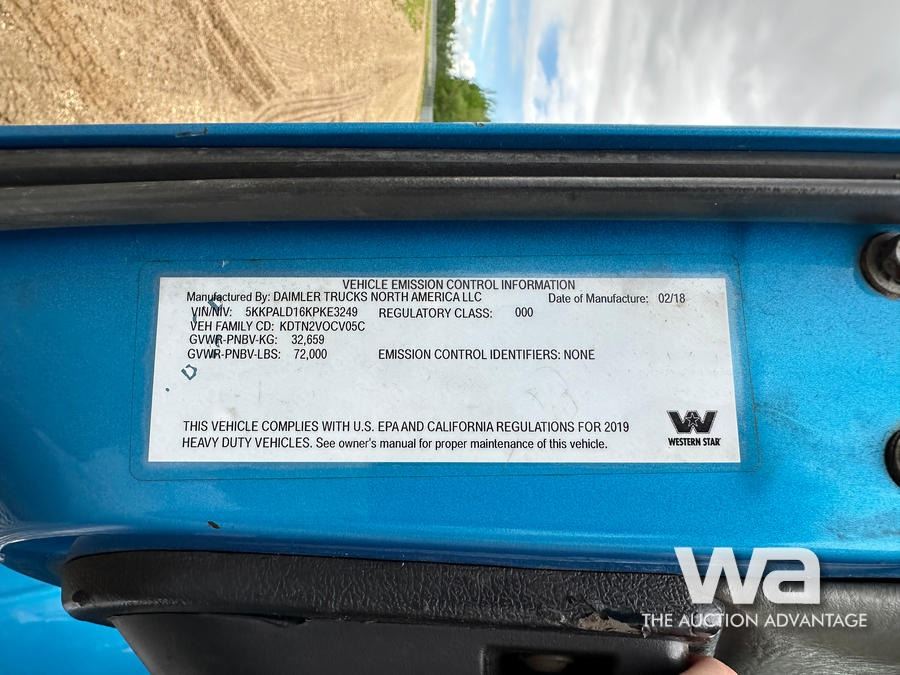 VEHICLE EMISSION CONTROL INFORMATION
Manufactured By: DAIMLER TRUCKS NORTH AMERICA LLC Date of Manufacture: 02/18
VIN/NIV: 5KKPALD16KPKE3249 REGULATORY CLASS: 000
VEH FAMILY CD: KDTN2VOCV05C
GVWR-PNBV-KG: 32,659
GVWR-PNBV-LBS: 72,000 EMISSION CONTROL IDENTIFIERS: NONE
THIS VEHICLE COMPLIES WITH U.S. EPA AND CALIFORNIA REGULATIONS FOR 2019
HEAVY DUTY VEHICLES. See owner's manual for proper maintenance of this vehicle.
WESTERN STAR
wa
THE AUCTION ADVANTAGE